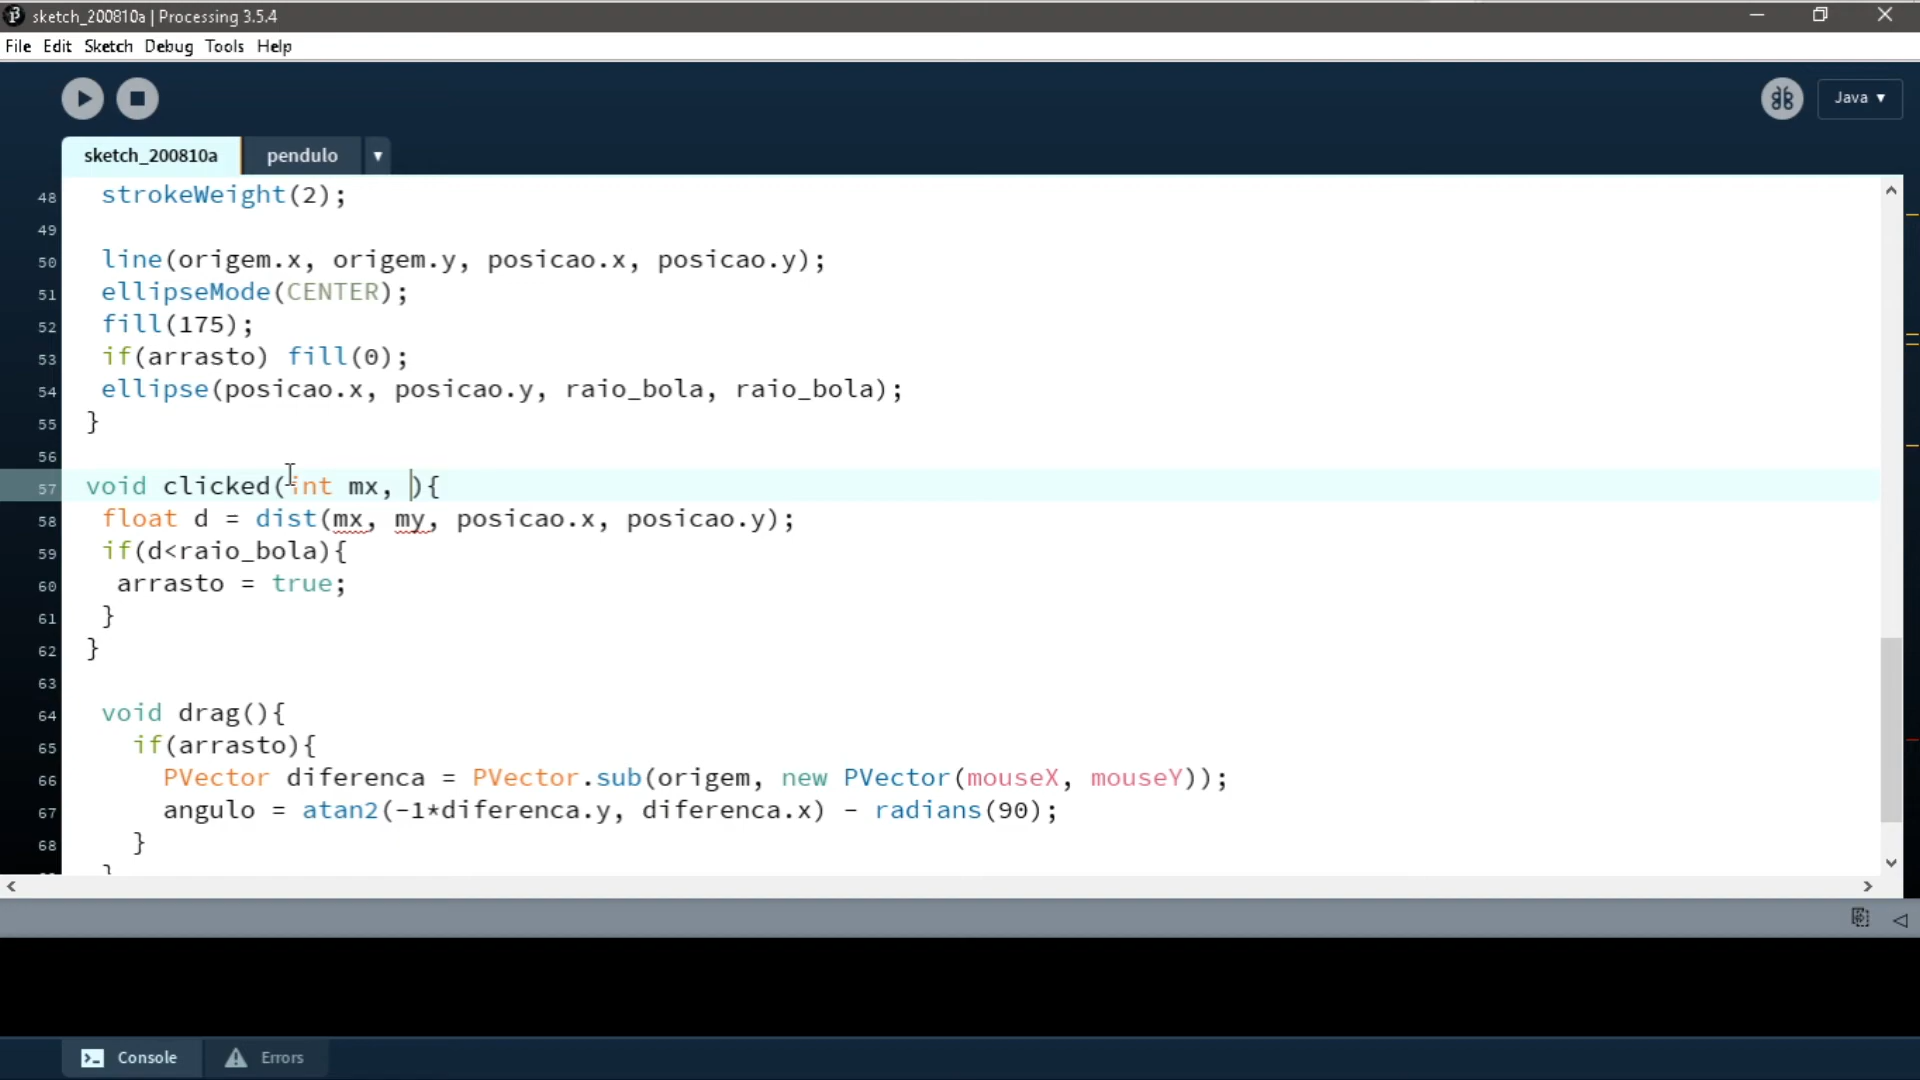 sketch_200810a | Processing 3.5.4
File Edit Sketch Debug Tools Help
Java ▾
sketch_200810a pendulo ▾
48 strokeWeight(2);
49
50 line(origem.x, origem.y, posicao.x, posicao.y);
51 ellipseMode(CENTER);
52 fill(175);
53 if(arrasto) fill(0);
54 ellipse(posicao.x, posicao.y, raio_bola, raio_bola);
55 }
56
57 void clicked(int mx, ){
58 float d = dist(mx, my, posicao.x, posicao.y);
59 if(d<raio_bola){
60 arrasto = true;
61 }
62 }
63
64 void drag(){
65 if(arrasto){
66 PVector diferenca = PVector.sub(origem, new PVector(mouseX, mouseY));
67 angulo = atan2(-1*diferenca.y, diferenca.x) - radians(90);
68 }
Console Errors